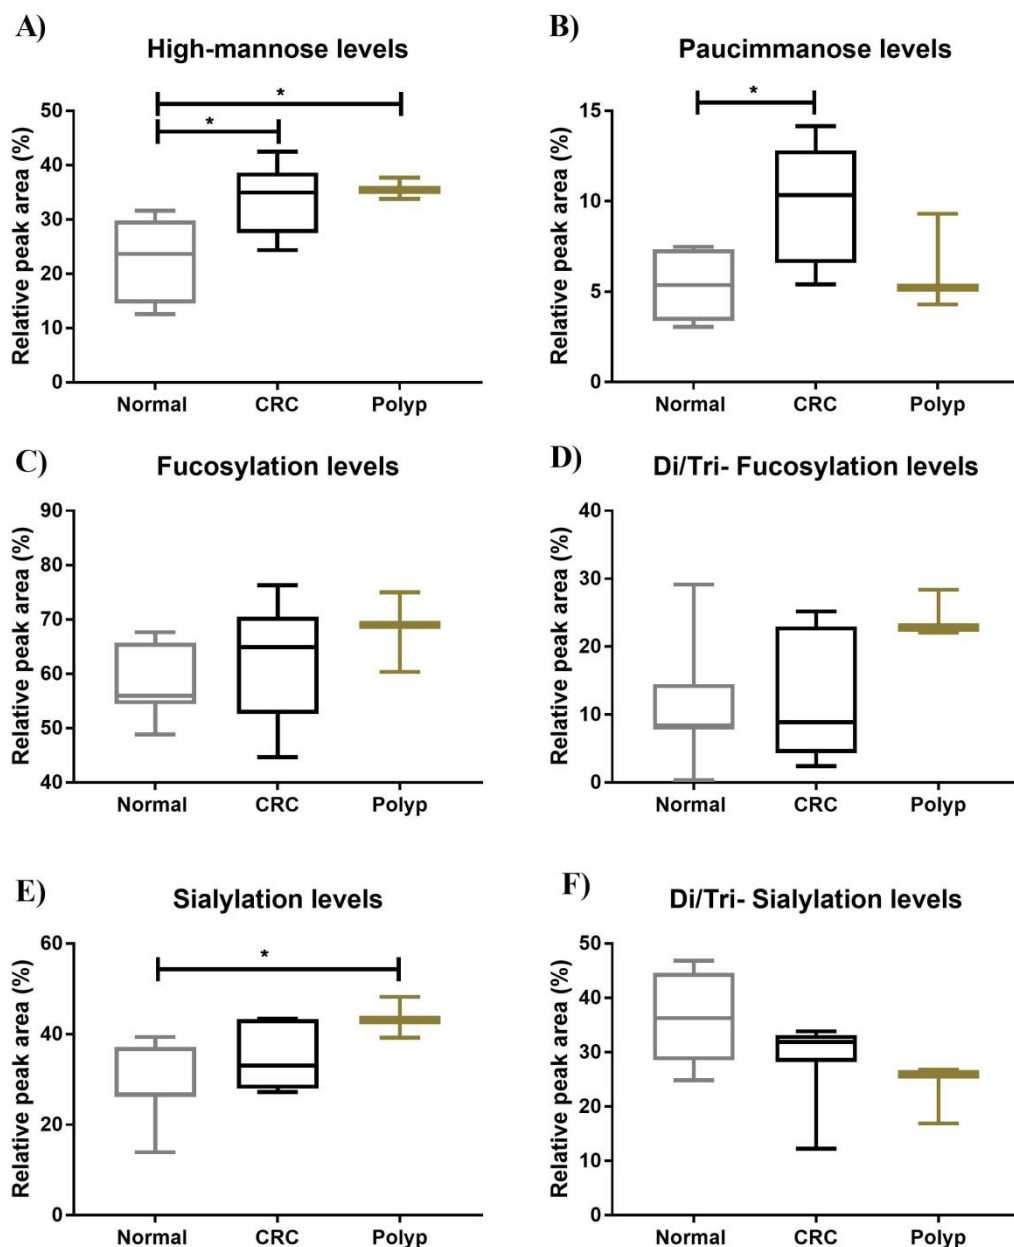 A)
High-mannose levels
Relative peak area (%)
50
40
30
20
10
0
*
*
Normal
CRC
Polyp
B)
Paucimmanose levels
Relative peak area (%)
15
10
5
0
*
Normal
CRC
Polyp
C)
Fucosylation levels
Relative peak area (%)
90
80
70
60
50
40
Normal
CRC
Polyp
D)
Di/Tri- Fucosylation levels
Relative peak area (%)
40
30
20
10
0
Normal
CRC
Polyp
E)
Sialylation levels
Relative peak area (%)
60
40
20
0
*
Normal
CRC
Polyp
F)
Di/Tri- Sialylation levels
Relative peak area (%)
50
40
30
20
10
0
Normal
CRC
Polyp